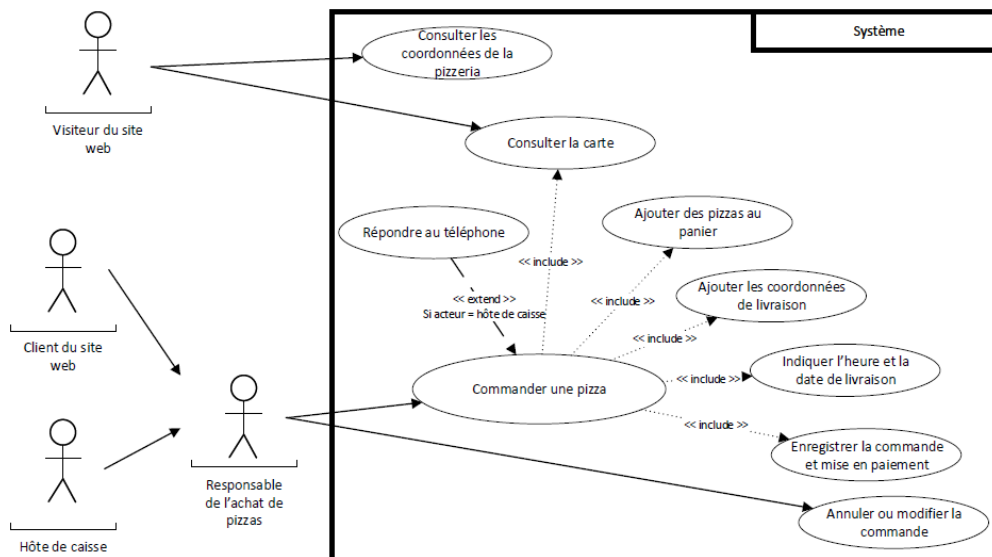 Système
Consulter les
coordonnées de la
pizzeria
Visiteur du site
web
Consulter la carte
Ajouter des pizzas au
panier
Répondre au téléphone
<< include >>
<< extend >>
Si acteur = hôte de caisse
<< include >>
Ajouter les coordonnées
de livraison
<< include >>
Client du site
web
Indiquer l'heure et la
date de livraison
<< include >>
Commander une pizza
<< include >>
Enregistrer la commande
et mise en paiement
Responsable
de l'achat de
pizzas
Annuler ou modifier la
commande
Hôte de caisse